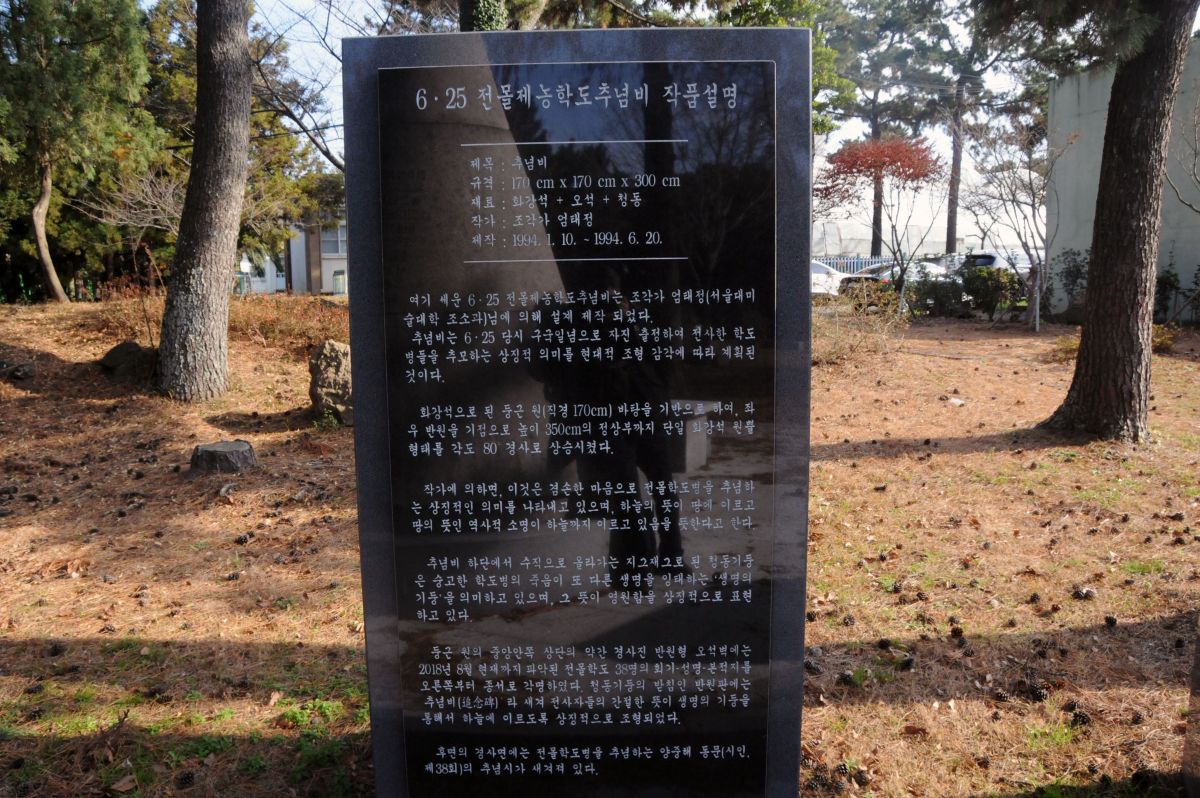 6·25 전몰제농학도추념비 작품설명
제목 : 추념비
규격 : 170 cm x 170 cm x 300 cm
재료 : 화강석 + 오석 + 청동
작가 : 조각가 엄태정
제작 : 1994. 1. 10. ~ 1994. 6. 20.
여기 세운 6·25 전몰제농학도추념비는 조각가 엄태정(서울대미
술대학 조소과)님에 의해 설계 제작 되었다.
추념비는 6·25 당시 구국일념으로 자진 출정하여 전사한 학도
병들을 추모하는 상징적 의미를 현대적 조형 감각에 따라 계획된
것이다.
화강석으로 된 둥근 원(직경 170cm) 바탕을 기반으로 하여, 좌
우 반원을 기점으로 높이 350cm의 정상부까지 단일 화강석 원뿔
형태를 각도 80° 경사로 상승시켰다.
작가에 의하면, 이것은 겸손한 마음으로 전몰학도병을 추념하
는 상징적인 의미를 나타내고 있으며, 하늘의 뜻이 땅에 이르고
땅의 뜻인 역사적 소명이 하늘까지 이르고 있음을 뜻한다고 한다.
추념비 하단에서 수직으로 올라가는 지그재그로 된 청동기둥
은 숭고한 학도병의 죽음이 또 다른 생명을 잉태하는 '생명의
기둥'을 의미하고 있으며, 그 뜻이 영원함을 상징적으로 표현
하고 있다.
둥근 원의 중앙안쪽 상단의 약간 경사진 반원형 오석벽에는
2018년 8월 현재까지 파악된 전몰학도 38명의 회기·성명·본적지를
오른쪽부터 종서로 각명하였다. 청동기둥의 받침인 반원판에는
추념비(追念碑) 라 새겨 전사자들의 간절한 뜻이 생명의 기둥을
통해서 하늘에 이르도록 상징적으로 조형되었다.
후면의 경사면에는 전몰학도병을 추념하는 양중해 동문(시인,
제38회)의 추념시가 새겨져 있다.